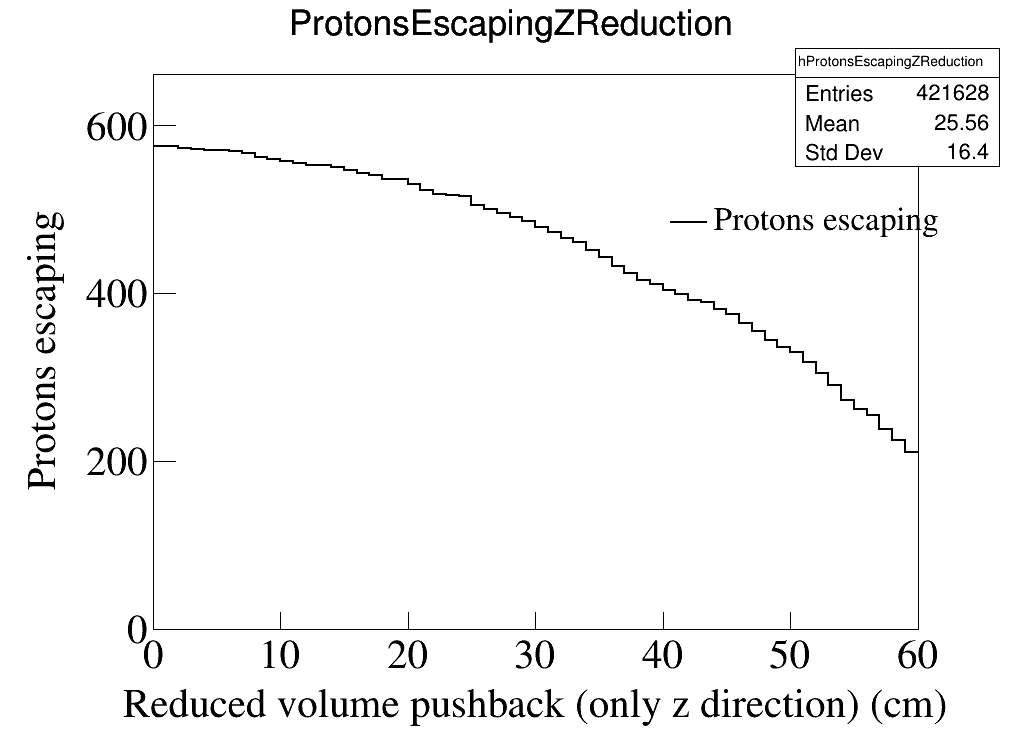 ProtonsEscapingZReduction
hProtonsEscapingZReduction
Entries 421628
Mean 25.56
Std Dev 16.4
Protons escaping
Protons escaping
600
400
200
0
0 10 20 30 40 50 60
Reduced volume pushback (only z direction) (cm)